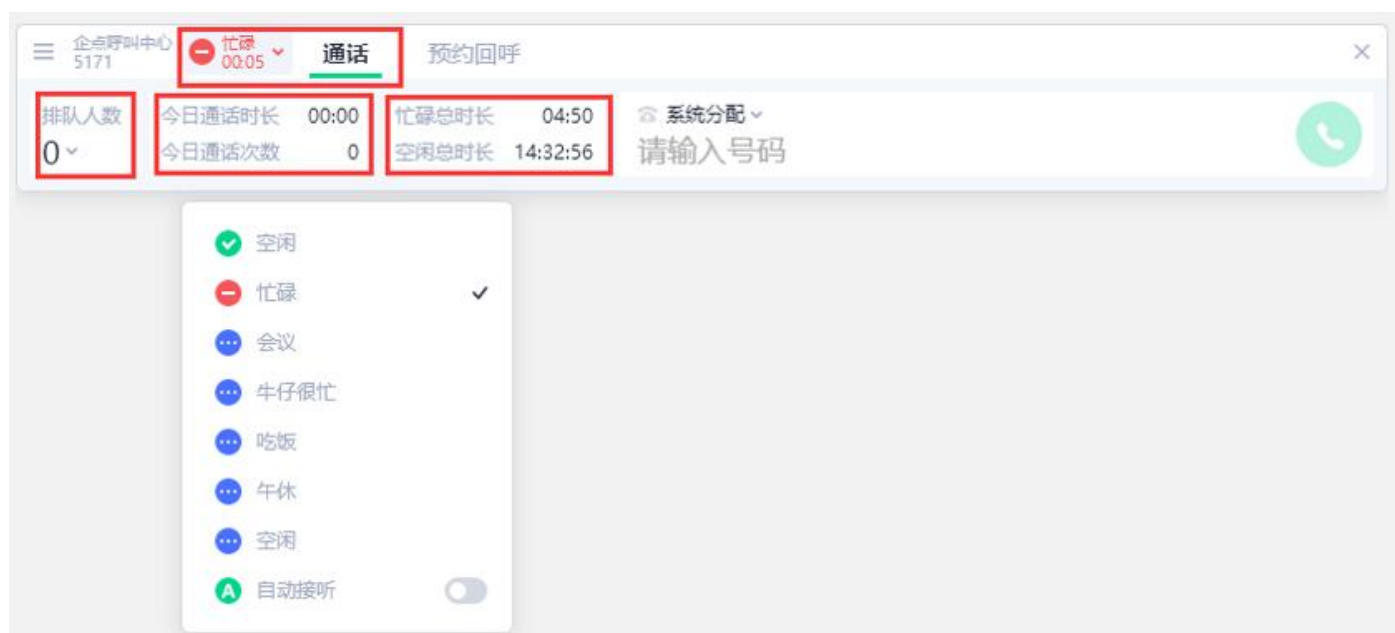 企点呼叫中心
5171
忙碌
00:05
通话
预约回呼
排队人数
0
今日通话时长 00:00
今日通话次数 0
忙碌总时长 04:50
空闲总时长 14:32:56
系统分配
请输入号码
空闲
忙碌
会议
牛仔很忙
吃饭
午休
空闲
A 自动接听